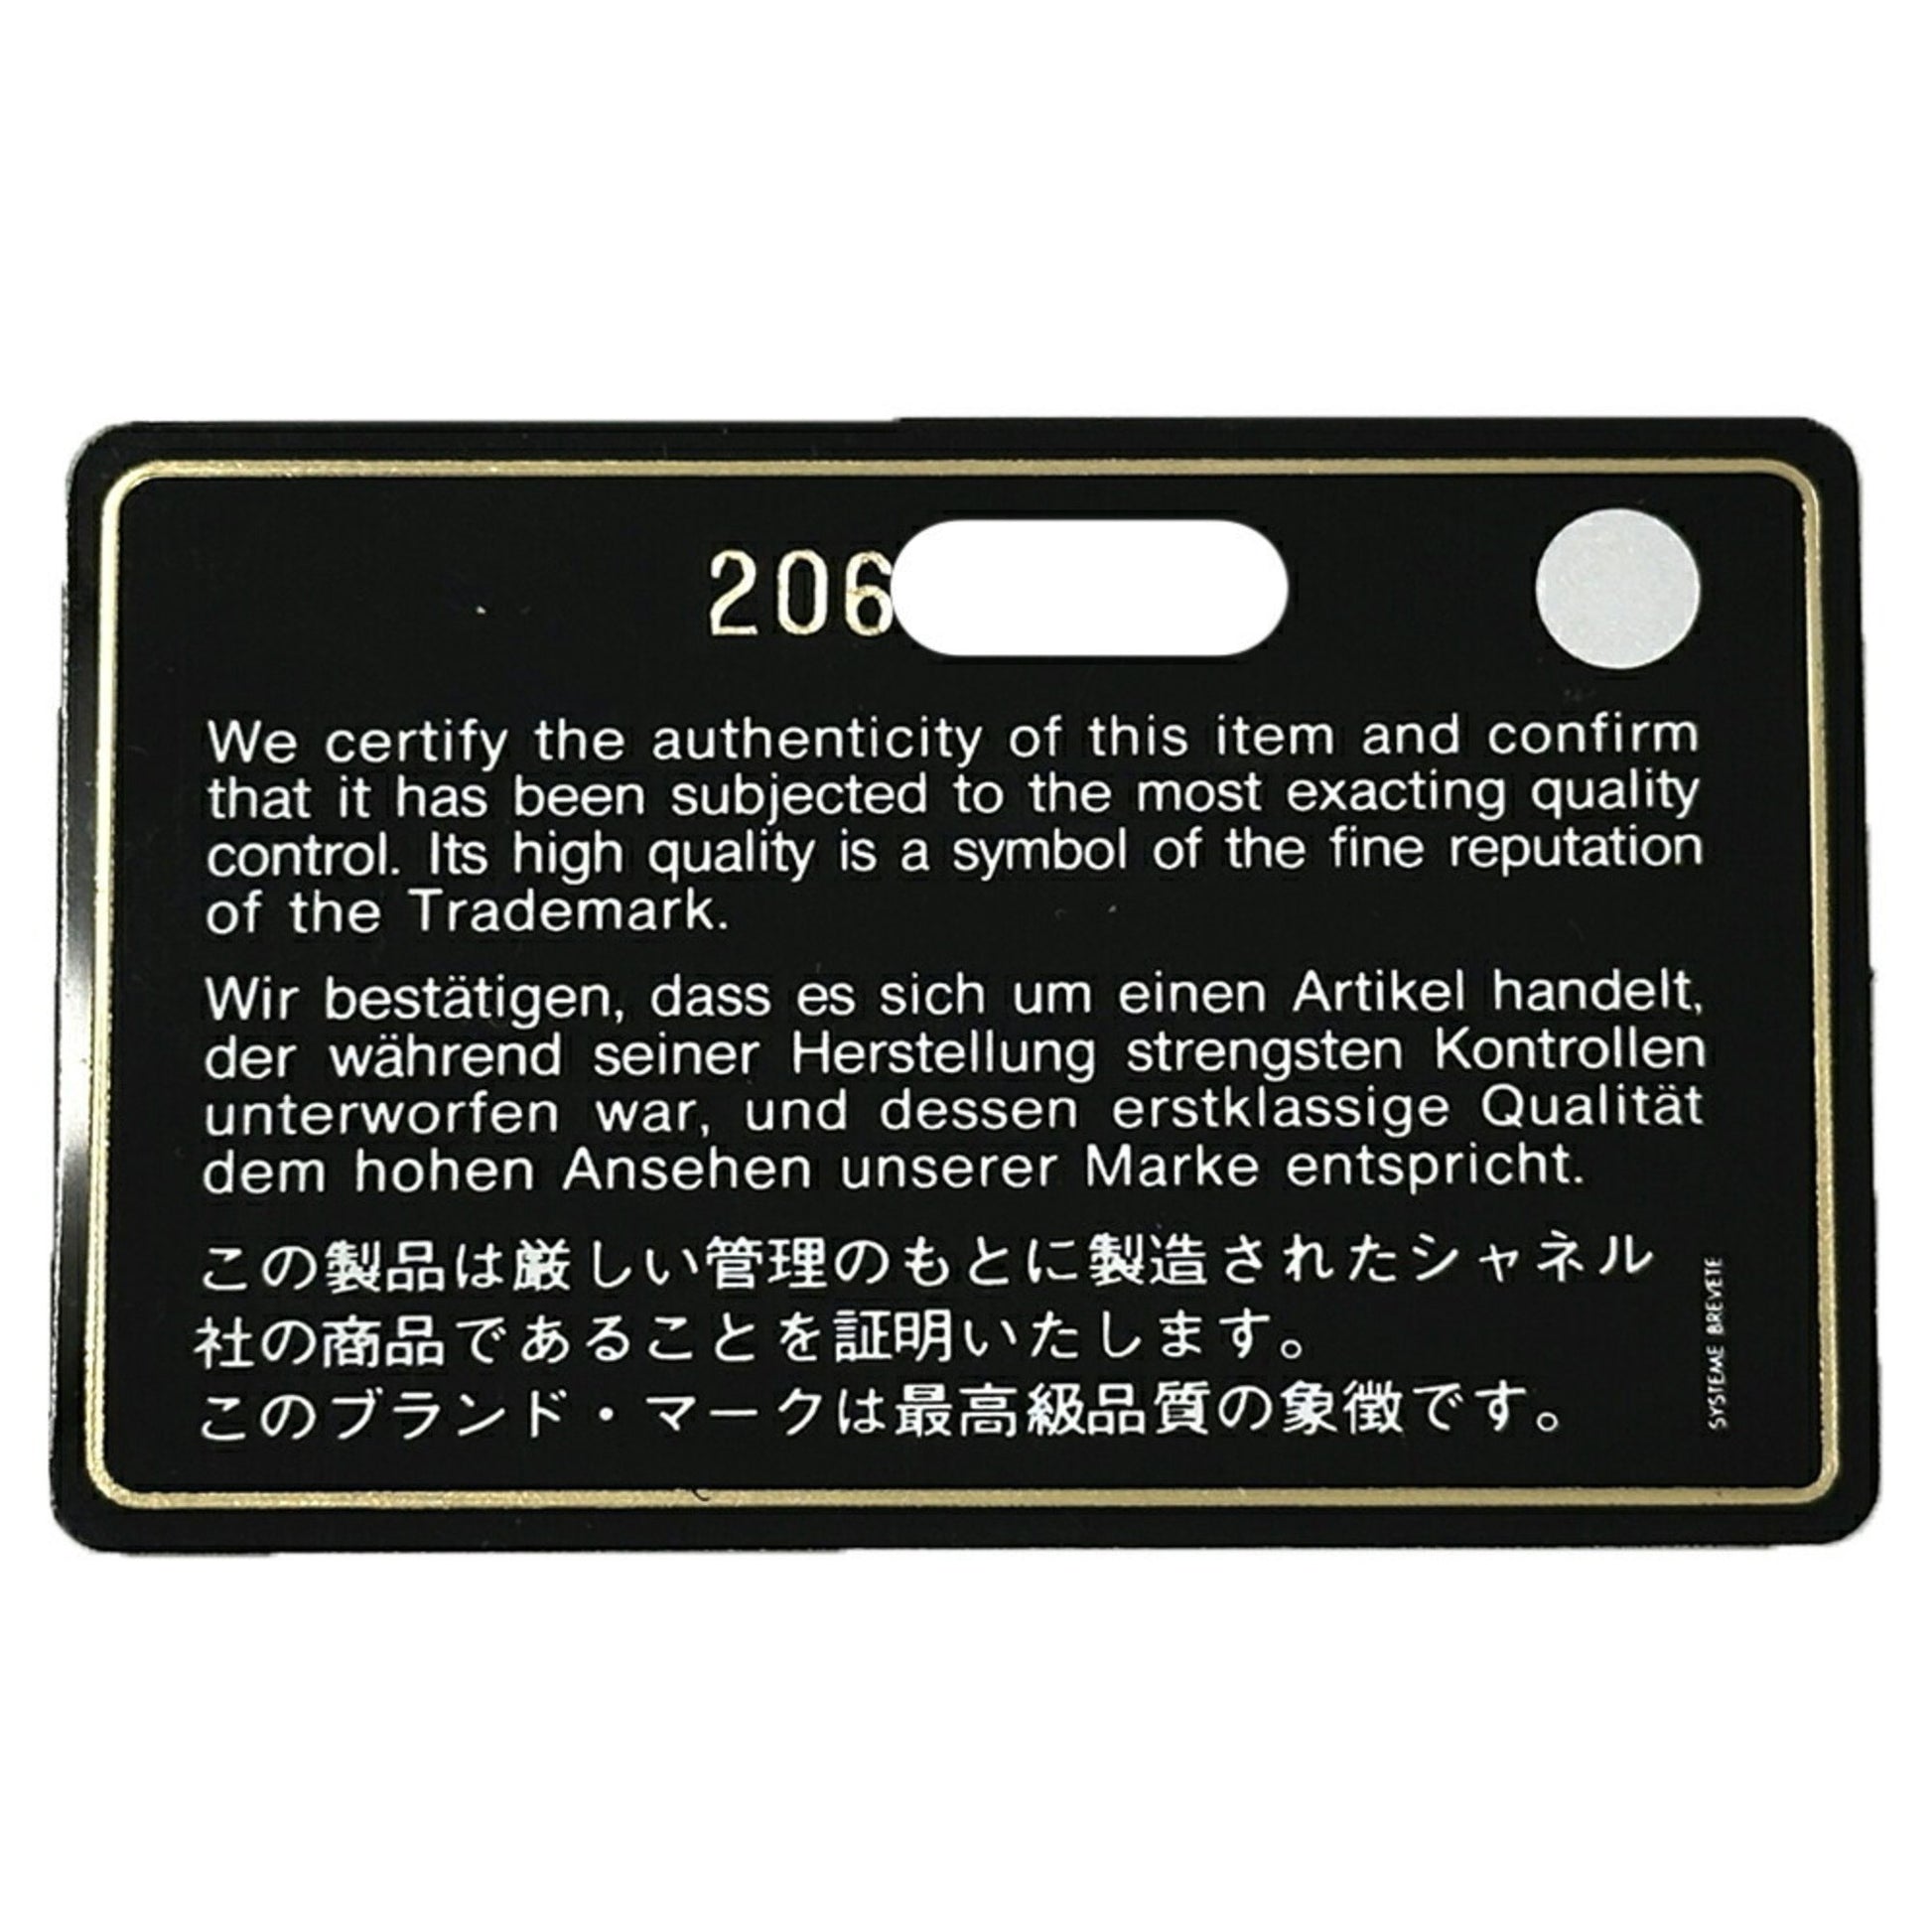 206
We certify the authenticity of this item and confirm
that it has been subjected to the most exacting quality
control. Its high quality is a symbol of the fine reputation
of the Trademark.
Wir bestätigen, dass es sich um einen Artikel handelt,
der während seiner Herstellung strengsten Kontrollen
unterworfen war, und dessen erstklassige Qualität
dem hohen Ansehen unserer Marke entspricht.
この製品は厳しい管理のもとに製造されたシャネル
社の商品であることを証明いたします。
このブランド・マークは最高級品質の象徴です。
SYSTEME BREVETE